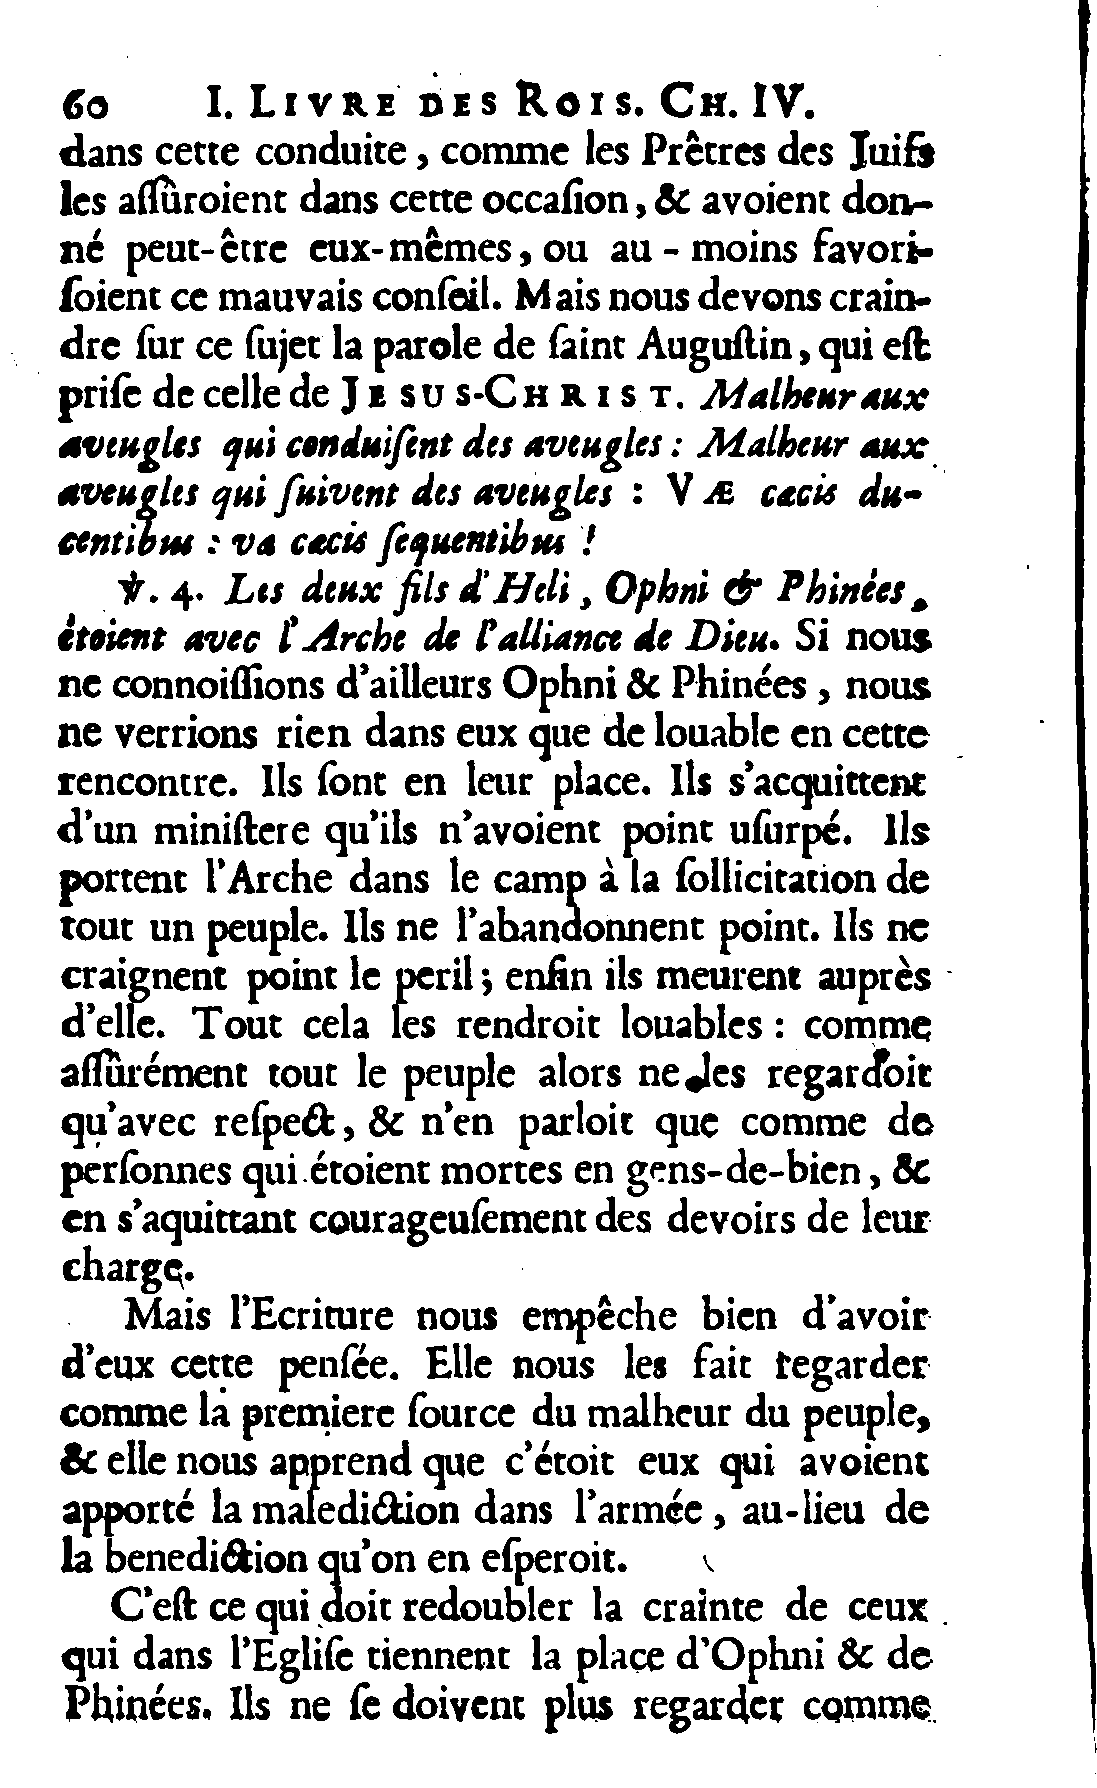 60 I. LIVRE DES ROIS. CH. IV.
dans cette conduite, comme les Prêtres des Juifs
les aſſûroient dans cette occaſion, & avoient don-
né peut-être eux-mêmes, ou au-moins favori-
ſoient ce mauvais conſeil. Mais nous devons crain-
dre ſur ce ſujet la parole de ſaint Auguſtin, qui eſt
priſe de celle de JESUS-CHRIST. Malheur aux
aveugles qui conduiſent des aveugles : Malheur aux
aveugles qui ſuivent des aveugles : VÆ cæcis du-
centibus : væ cæcis ſequentibus !
℣. 4. Les deux fils d'Heli, Ophni & Phinées,
étoient avec l'Arche de l'alliance de Dieu. Si nous
ne connoiſſions d'ailleurs Ophni & Phinées, nous
ne verrions rien dans eux que de louable en cette
rencontre. Ils ſont en leur place. Ils s'acquittent
d'un miniſtere qu'ils n'avoient point uſurpé. Ils
portent l'Arche dans le camp à la ſollicitation de
tout un peuple. Ils ne l'abandonnent point. Ils ne
craignent point le peril ; enfin ils meurent auprès
d'elle. Tout cela les rendroit louables : comme
aſſûrément tout le peuple alors ne les regardoit
qu'avec reſpect, & n'en parloit que comme de
perſonnes qui étoient mortes en gens-de-bien, &
en s'aquittant courageuſement des devoirs de leur
charge.
Mais l'Ecriture nous empêche bien d'avoir
d'eux cette penſée. Elle nous les fait regarder
comme la premiere ſource du malheur du peuple,
& elle nous apprend que c'étoit eux qui avoient
apporté la malediction dans l'armée, au-lieu de
la benediction qu'on en eſperoit.
C'eſt ce qui doit redoubler la crainte de ceux
qui dans l'Egliſe tiennent la place d'Ophni & de
Phinées. Ils ne ſe doivent plus regarder comme